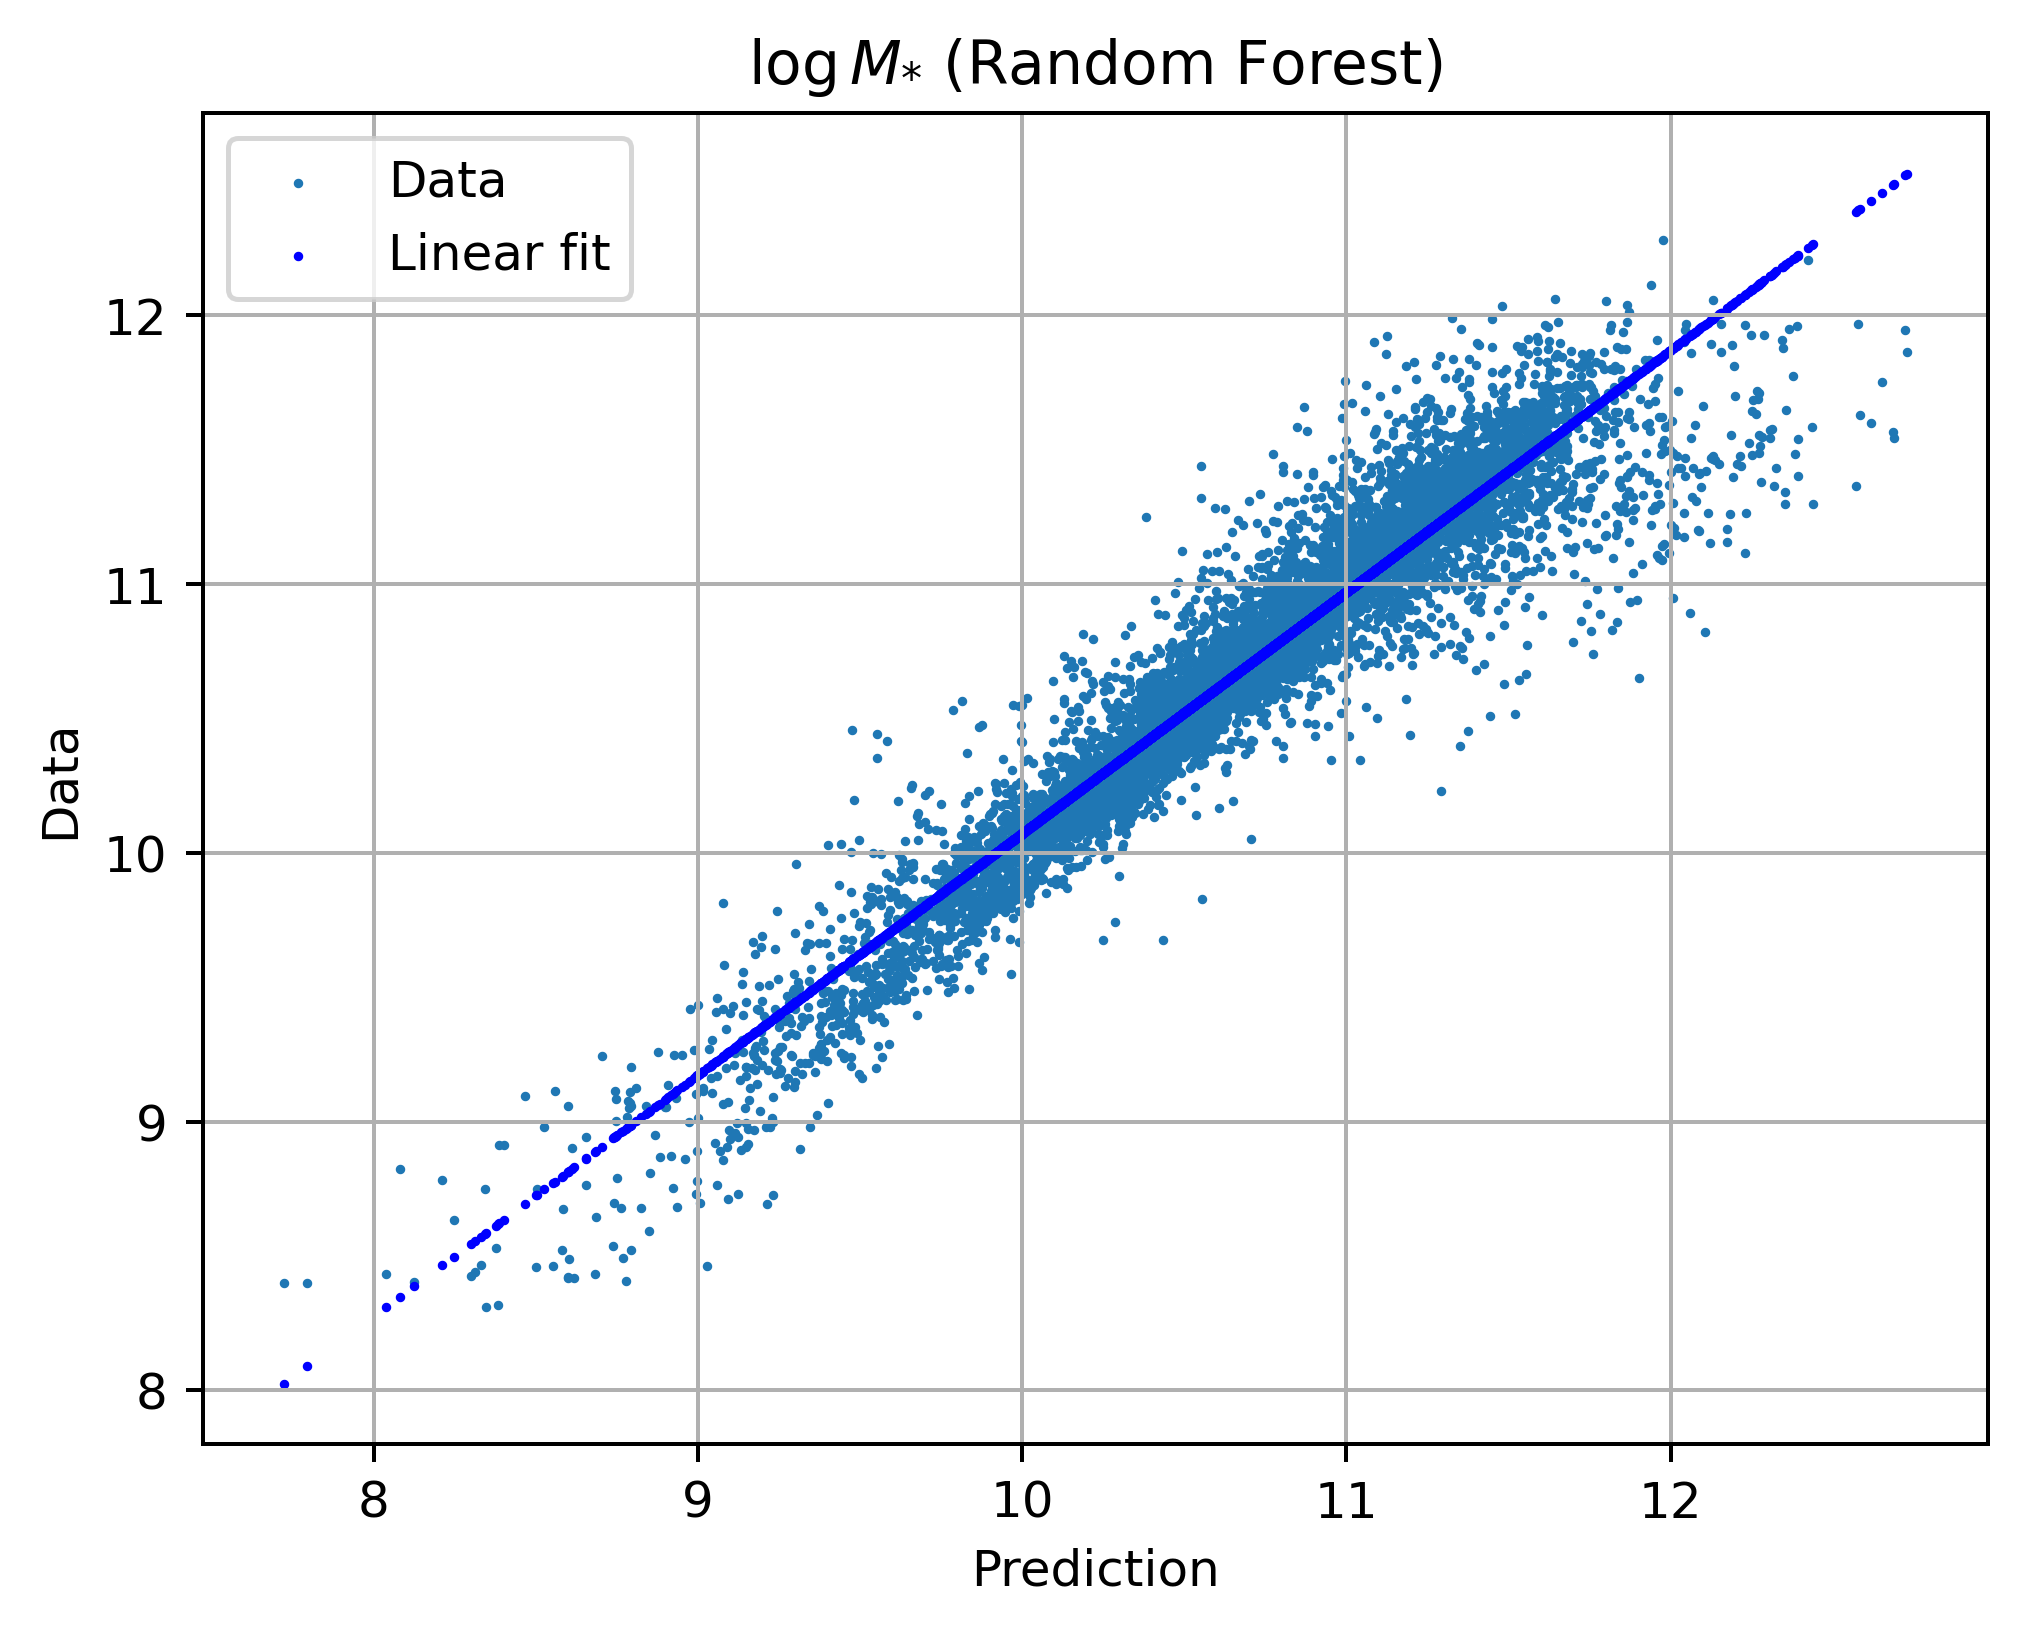 log M* (Random Forest)
Data
Linear fit
12
11
10
9
8
Data
8 9 10 11 12
Prediction